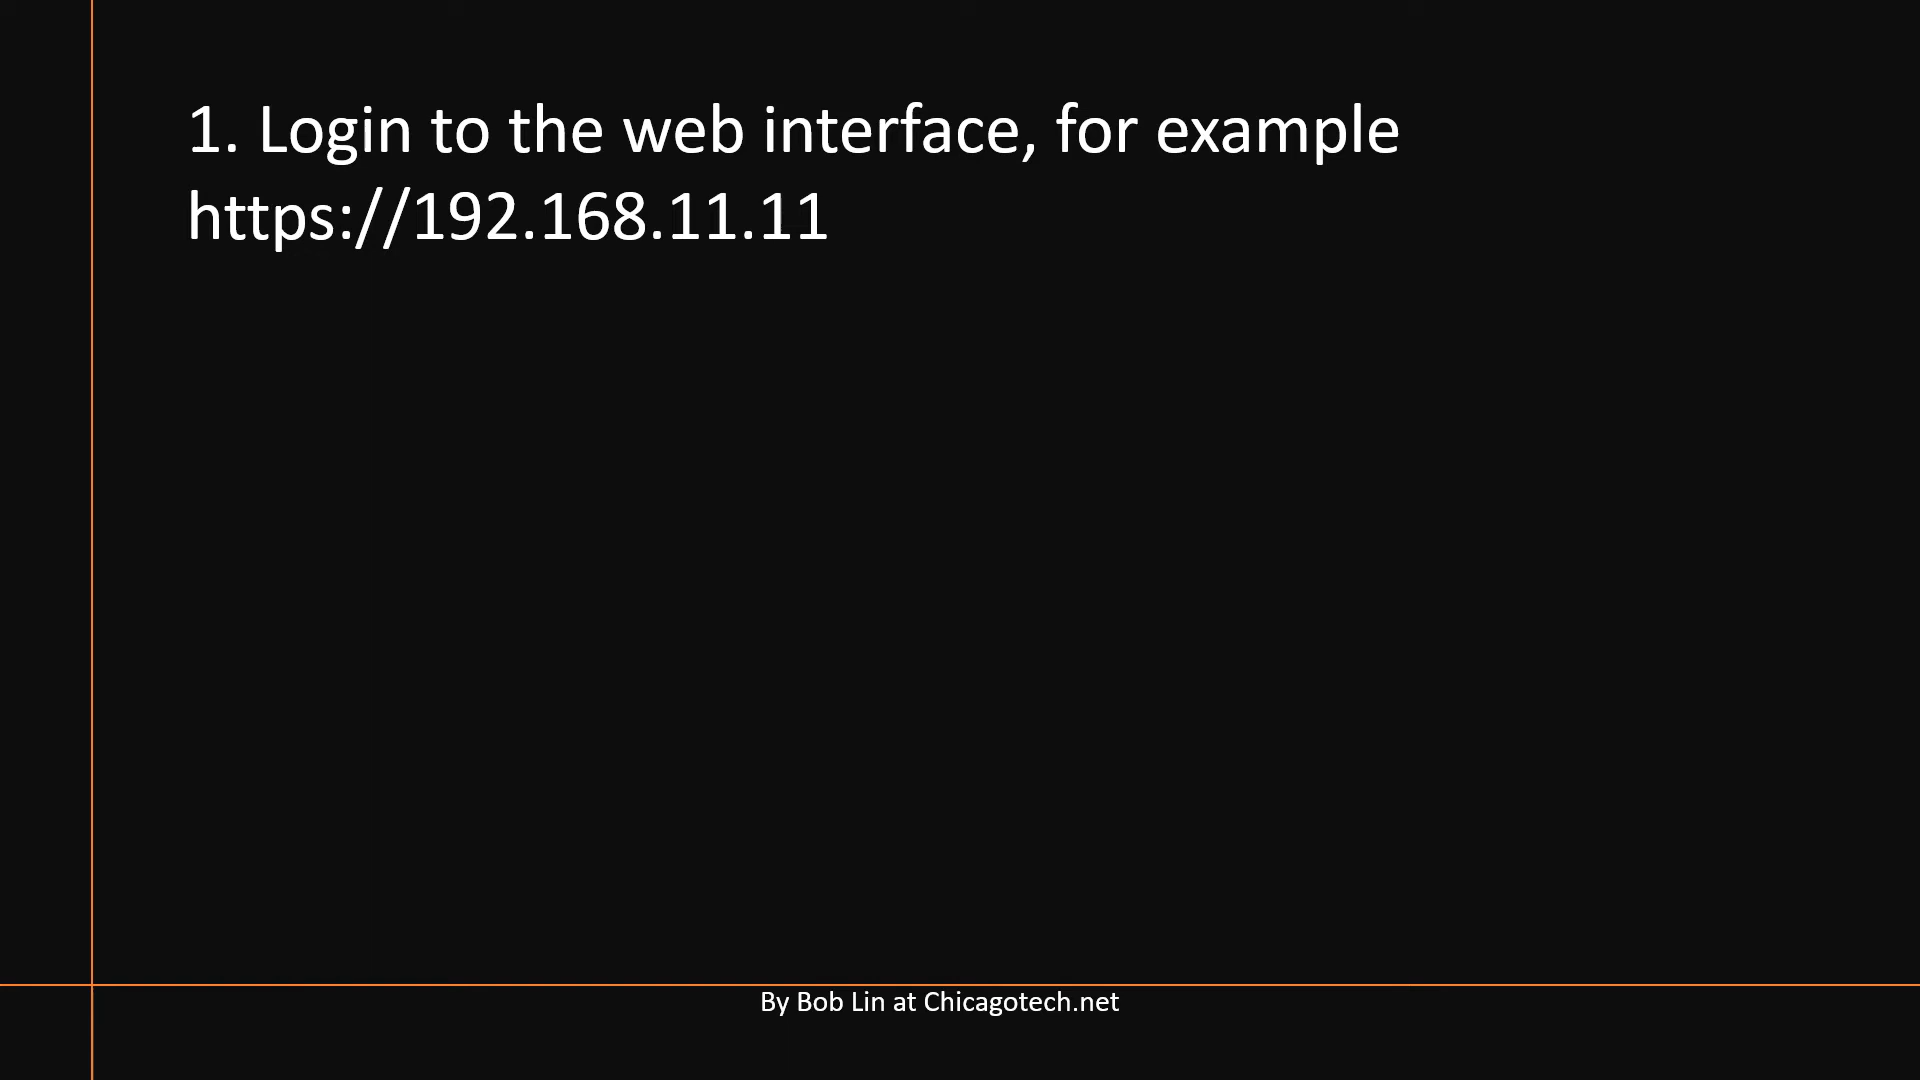 1. Login to the web interface, for example
https://192.168.11.11
By Bob Lin at Chicagotech.net